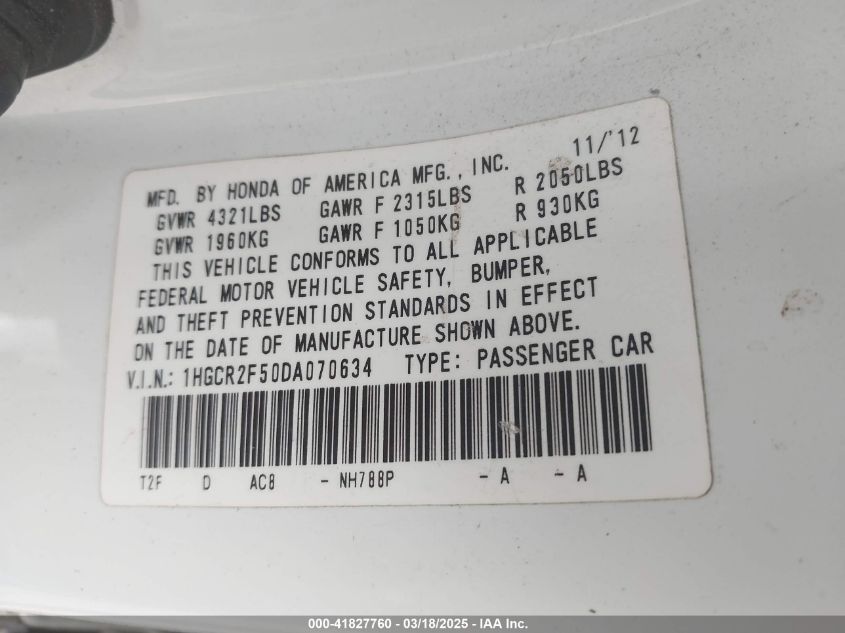 11/'12
MFD. BY HONDA OF AMERICA MFG., INC.
GVWR 4321LBS GAWR F 2315LBS R 2050LBS
GVWR 1960KG GAWR F 1050KG R 930KG
THIS VEHICLE CONFORMS TO ALL APPLICABLE
FEDERAL MOTOR VEHICLE SAFETY, BUMPER,
AND THEFT PREVENTION STANDARDS IN EFFECT
ON THE DATE OF MANUFACTURE SHOWN ABOVE.
V.I.N.: 1HGCR2F50DA070634 TYPE: PASSENGER CAR
T2F D AC8 - NH788P - A - A
000-41827760 - 03/18/2025 - IAA Inc.